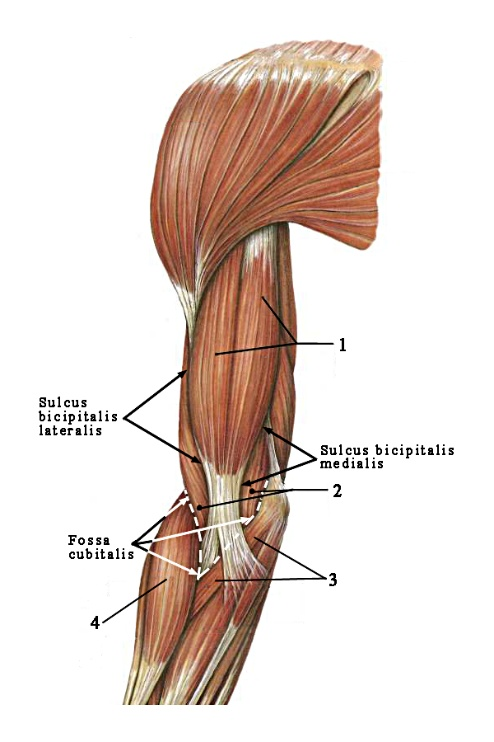 1
Sulcus
bicipitalis
lateralis
Sulcus bicipitalis
medialis
2
Fossa
cubitalis
3
4